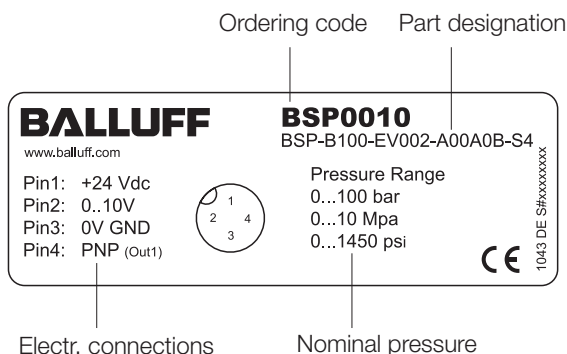 Ordering code Part designation
BALLUFF
www.balluff.com
BSP0010
BSP-B100-EV002-A00A0B-S4
Pin1: +24 Vdc
Pin2: 0..10V
Pin3: 0V GND
Pin4: PNP (Out1)
1
2 4
3
Pressure Range
0...100 bar
0...10 Mpa
0...1450 psi
CE
1043 DE S#xxxxxxxxx
Electr. connections Nominal pressure